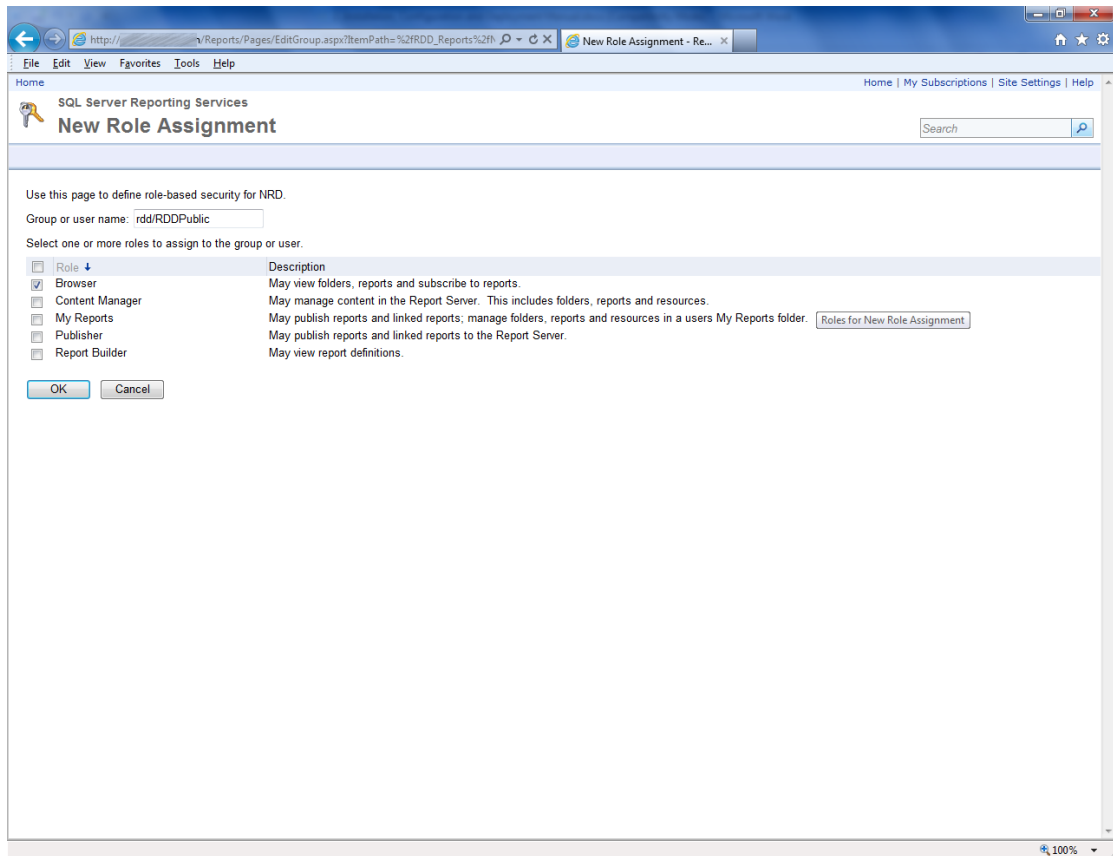 http://
/Reports/Pages/EditGroup.aspx?ItemPath=%2fRDD_Reports%2f
New Role Assignment - Re...
File Edit View Favorites Tools Help
Home
Home | My Subscriptions | Site Settings | Help
SQL Server Reporting Services
New Role Assignment
Search
Use this page to define role-based security for NRD.
Group or user name: rdd/RDDPublic
Select one or more roles to assign to the group or user.
Role Description
Browser May view folders, reports and subscribe to reports.
Content Manager May manage content in the Report Server. This includes folders, reports and resources.
My Reports May publish reports and linked reports; manage folders, reports and resources in a users My Reports folder.
Roles for New Role Assignment
Publisher May publish reports and linked reports to the Report Server.
Report Builder May view report definitions.
OK Cancel
100%